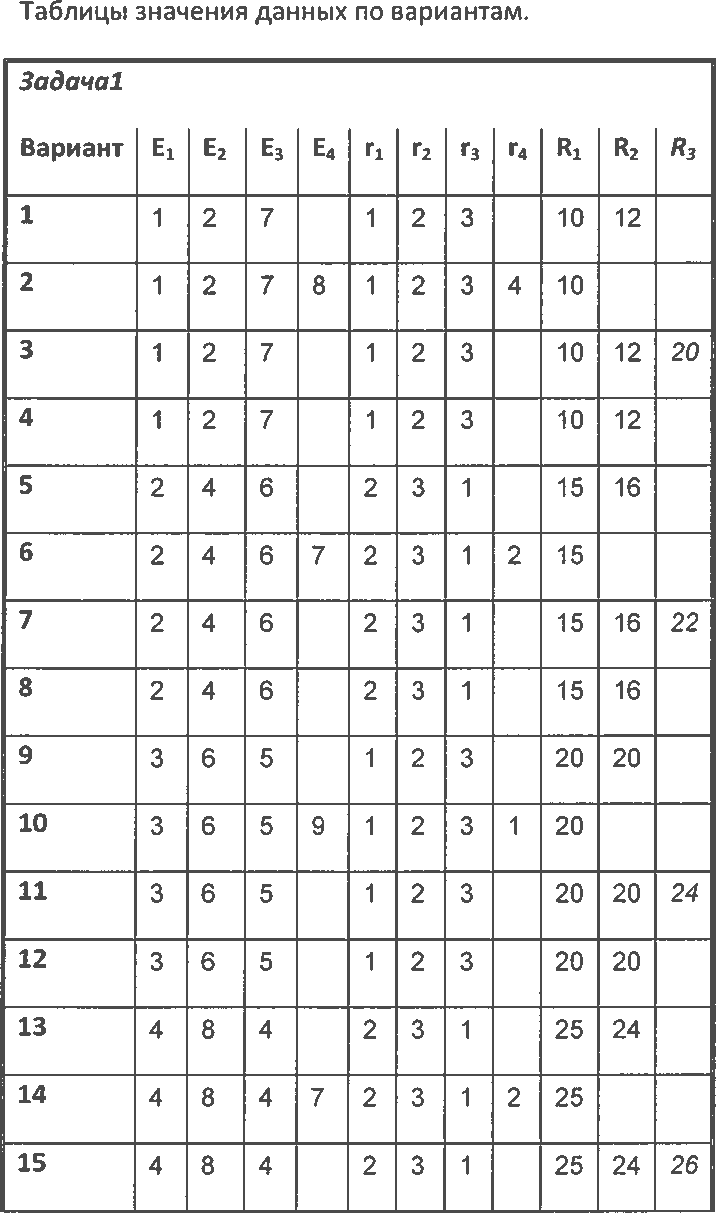 Таблицы значения данных по вариантам.
Задача1
Вариант E₁ E₂ E₃ E₄ r₁ r₂ r₃ r₄ R₁ R₂ R₃
1 1 2 7 1 2 3 10 12
2 1 2 7 8 1 2 3 4 10
3 1 2 7 1 2 3 10 12 20
4 1 2 7 1 2 3 10 12
5 2 4 6 2 3 1 15 16
6 2 4 6 7 2 3 1 2 15
7 2 4 6 2 3 1 15 16 22
8 2 4 6 2 3 1 15 16
9 3 6 5 1 2 3 20 20
10 3 6 5 9 1 2 3 1 20
11 3 6 5 1 2 3 20 20 24
12 3 6 5 1 2 3 20 20
13 4 8 4 2 3 1 25 24
14 4 8 4 7 2 3 1 2 25
15 4 8 4 2 3 1 25 24 26